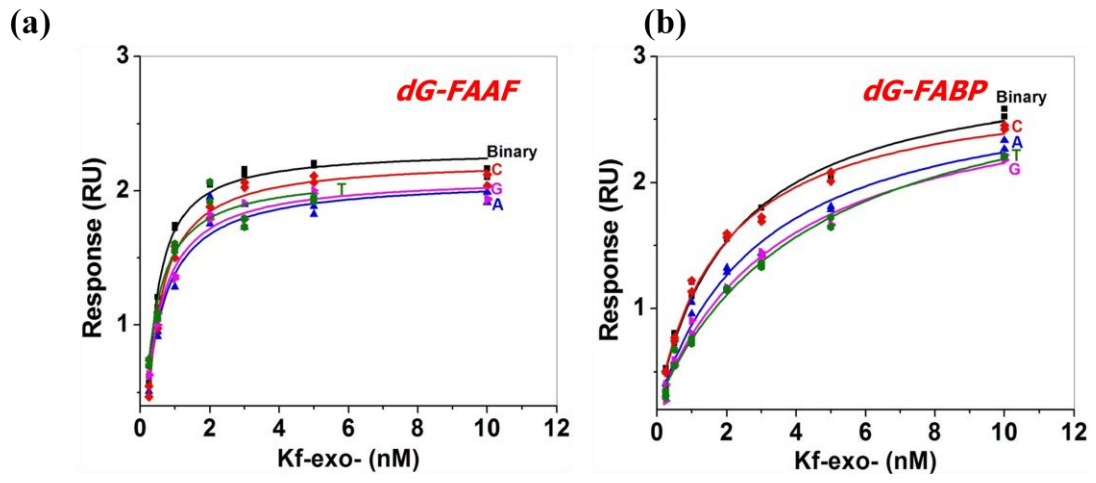 (a)
3
2
1
Response (RU)
dG-FAAF
Binary
C
T
G
A
0 2 4 6 8 10 12
Kf-exo- (nM)
(b)
3
2
1
Response (RU)
dG-FABP
Binary
C
A
T
G
0 2 4 6 8 10 12
Kf-exo- (nM)